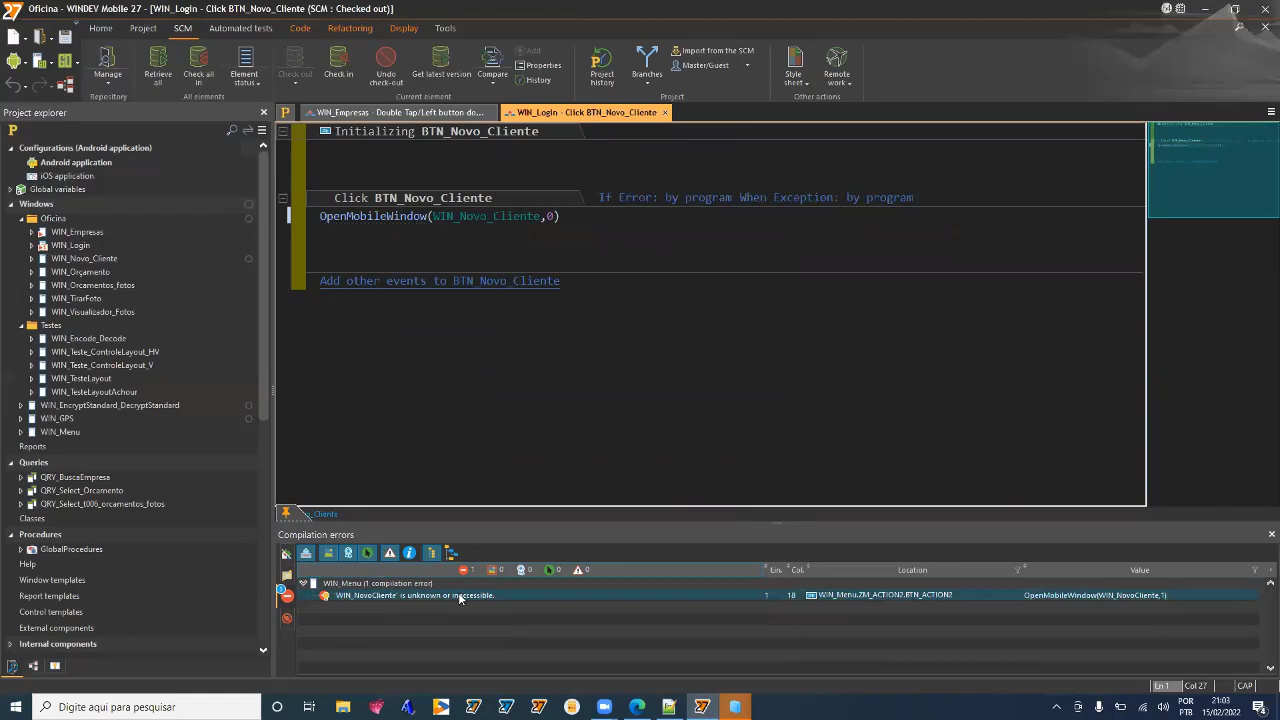 Oficina - WINDEV Mobile 27 - [WIN_Login - Click BTN_Novo_Cliente (SCM : Checked out)]
Home Project SCM Automated tests Code Refactoring Display Tools
Manage
Retrieve all
Check all in
Element status
Check out
Check in
Undo check-out
Get latest version
Compare
Add
Properties
History
Project history
Branches
Import from the SCM
Master/Guest
Style sheet
Remote work
Repository
All elements
Current element
Project
Other actions
Project explorer
WIN_Empresas - Double Tap/Left button do...
WIN_Login - Click BTN_Novo_Cliente
Configurations (Android application)
Android application
iOS application
Global variables
Windows
Oficina
WIN_Empresas
WIN_Login
WIN_Novo_Cliente
WIN_Orçamento
WIN_Orcamentos_fotos
WIN_TirarFoto
WIN_Visualizador_Fotos
Testes
WIN_Encode_Decode
WIN_Teste_ControleLayout_HV
WIN_Teste_ControleLayout_V
WIN_TesteLayout
WIN_TesteLayoutAchour
WIN_EncryptStandard_DecryptStandard
WIN_GPS
WIN_Menu
Reports
Queries
QRY_BuscaEmpresa
QRY_Select_Orcamento
QRY_Select_t006_orcamentos_fotos
Classes
Procedures
GlobalProcedures
Help
Window templates
Report templates
Control templates
External components
Internal components
Initializing BTN_Novo_Cliente
Click BTN_Novo_Cliente If Error: by program When Exception: by program
OpenMobileWindow(WIN_Novo_Cliente,0)
Add other events to BTN_Novo_Cliente
o_Cliente
Compilation errors
1 0 0 0 0 Lin. Col. Location Value
WIN_Menu (1 compilation error)
'WIN_NovoCliente' is unknown or inaccessible. 1 18 WIN_Menu.ZM_ACTION2.BTN_ACTION2 OpenMobileWindow(WIN_NovoCliente,1)
Ln 1 Col 27 CAP
Digite aqui para pesquisar
POR
PTB
21:03
15/02/2022